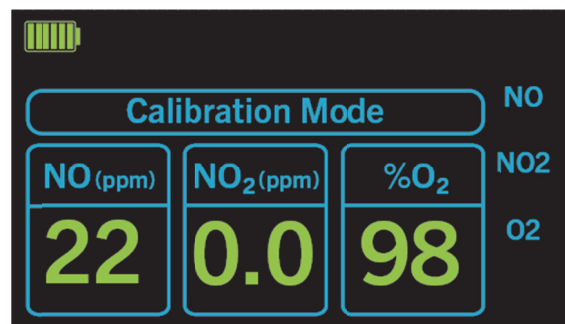 Calibration Mode
NO
NO (ppm) NO₂ (ppm) %O₂
NO2
22 0.0 98
O2